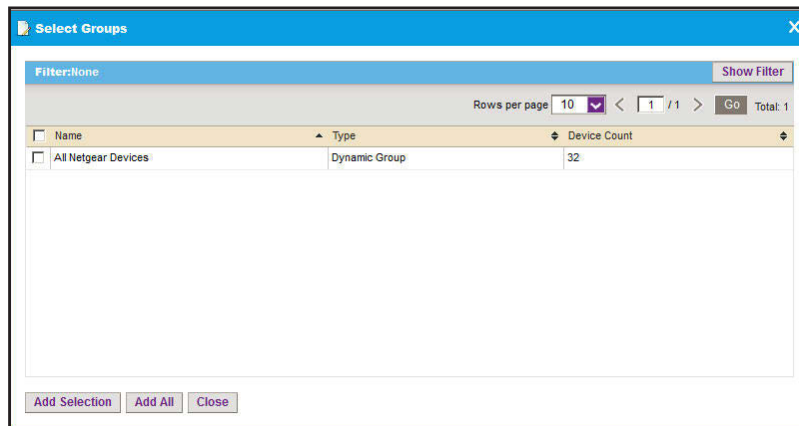 Select Groups X
Filter:None Show Filter
Rows per page 10 < 1 / 1 > Go Total: 1
Name Type Device Count
All Netgear Devices Dynamic Group 32
Add Selection Add All Close